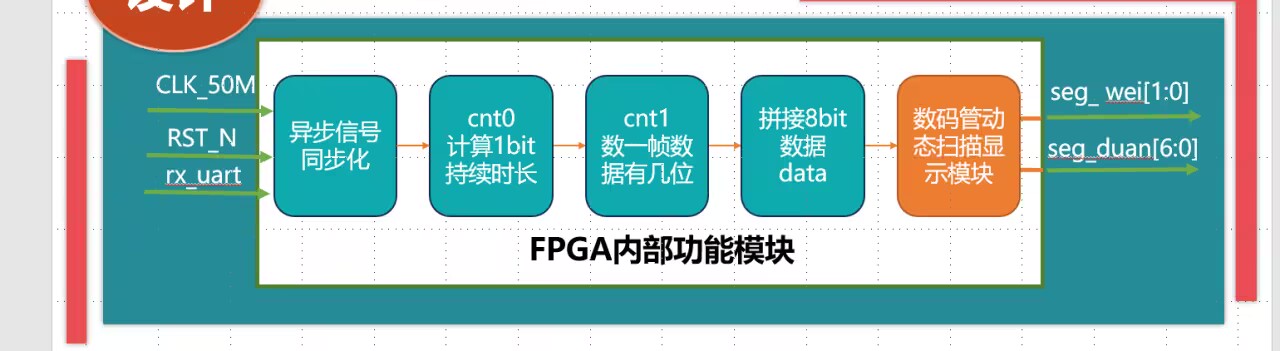 设计
CLK_50M
RST_N
rx_uart
异步信号
同步化
cnt0
计算1bit
持续时长
cnt1
数一帧数
据有几位
拼接8bit
数据
data
数码管动
态扫描显
示模块
seg_ wei[1:0]
seg_duan[6:0]
FPGA内部功能模块